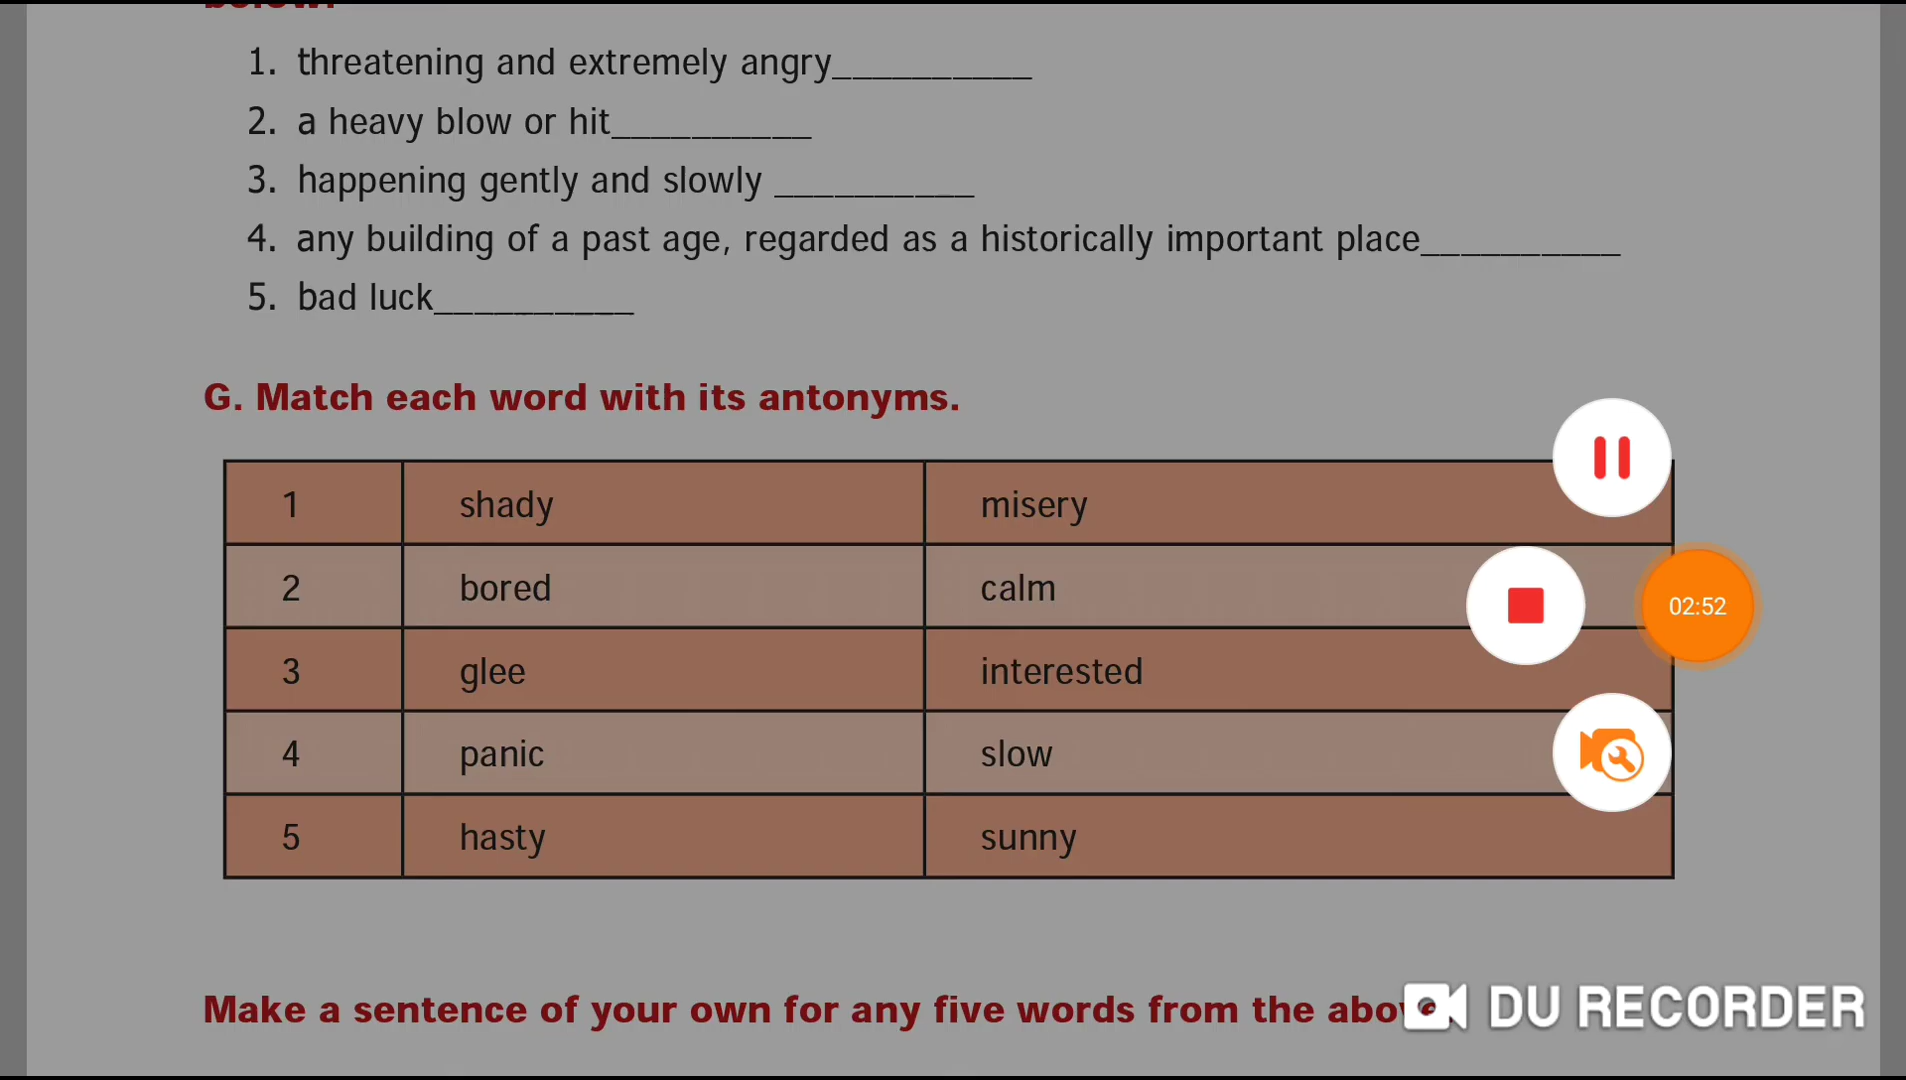 below.
1. threatening and extremely angry__________
2. a heavy blow or hit__________
3. happening gently and slowly __________
4. any building of a past age, regarded as a historically important place__________
5. bad luck__________
G. Match each word with its antonyms.
1 shady misery
2 bored calm
3 glee interested
4 panic slow
5 hasty sunny
02:52
Make a sentence of your own for any five words from the above.
DU RECORDER